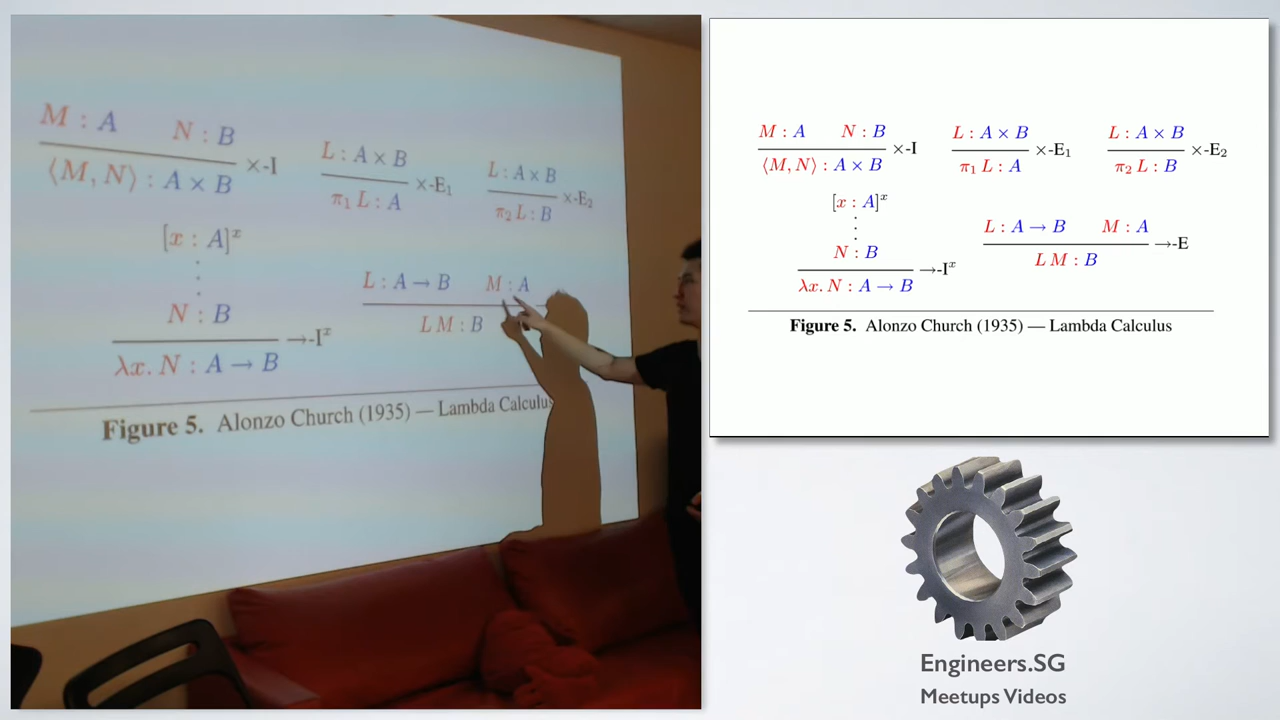 M : A N : B
⟨M, N⟩ : A × B ×-I
L : A × B
π₁ L : A ×-E₁
L : A × B
π₂ L : B ×-E₂
[x : A]ˣ
N : B
λx. N : A → B →-Iˣ
L : A → B M : A
L M : B →-E
Figure 5. Alonzo Church (1935) — Lambda Calculus
M : A N : B
⟨M, N⟩ : A × B ×-I
L : A × B
π₁ L : A ×-E₁
L : A × B
π₂ L : B ×-E₂
[x : A]ˣ
N : B
λx. N : A → B →-Iˣ
L : A → B M : A
L M : B
Figure 5. Alonzo Church (1935) — Lambda Calculus
Engineers.SG
Meetups Videos